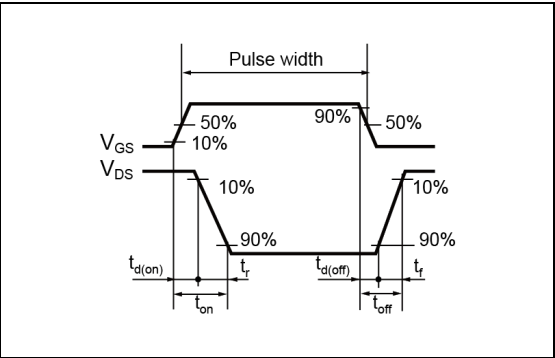 Pulse width
90%
50%
50%
10%
VGS
VDS
10%
10%
90%
90%
td(on)
tr
td(off)
tf
ton
toff